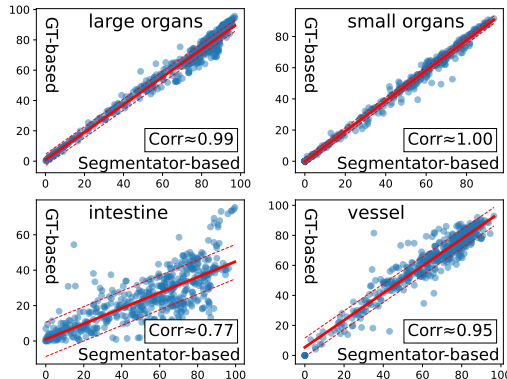 large organs
GT-based
Corr≈0.99
Segmentator-based
0 20 40 60 80 100
0 20 40 60 80 100
small organs
GT-based
Corr≈1.00
Segmentator-based
0 20 40 60 80
0 20 40 60 80
intestine
GT-based
Corr≈0.77
Segmentator-based
0 20 40 60 80 100
0 20 40 60
vessel
GT-based
Corr≈0.95
Segmentator-based
0 20 40 60 80 100
0 20 40 60 80 100